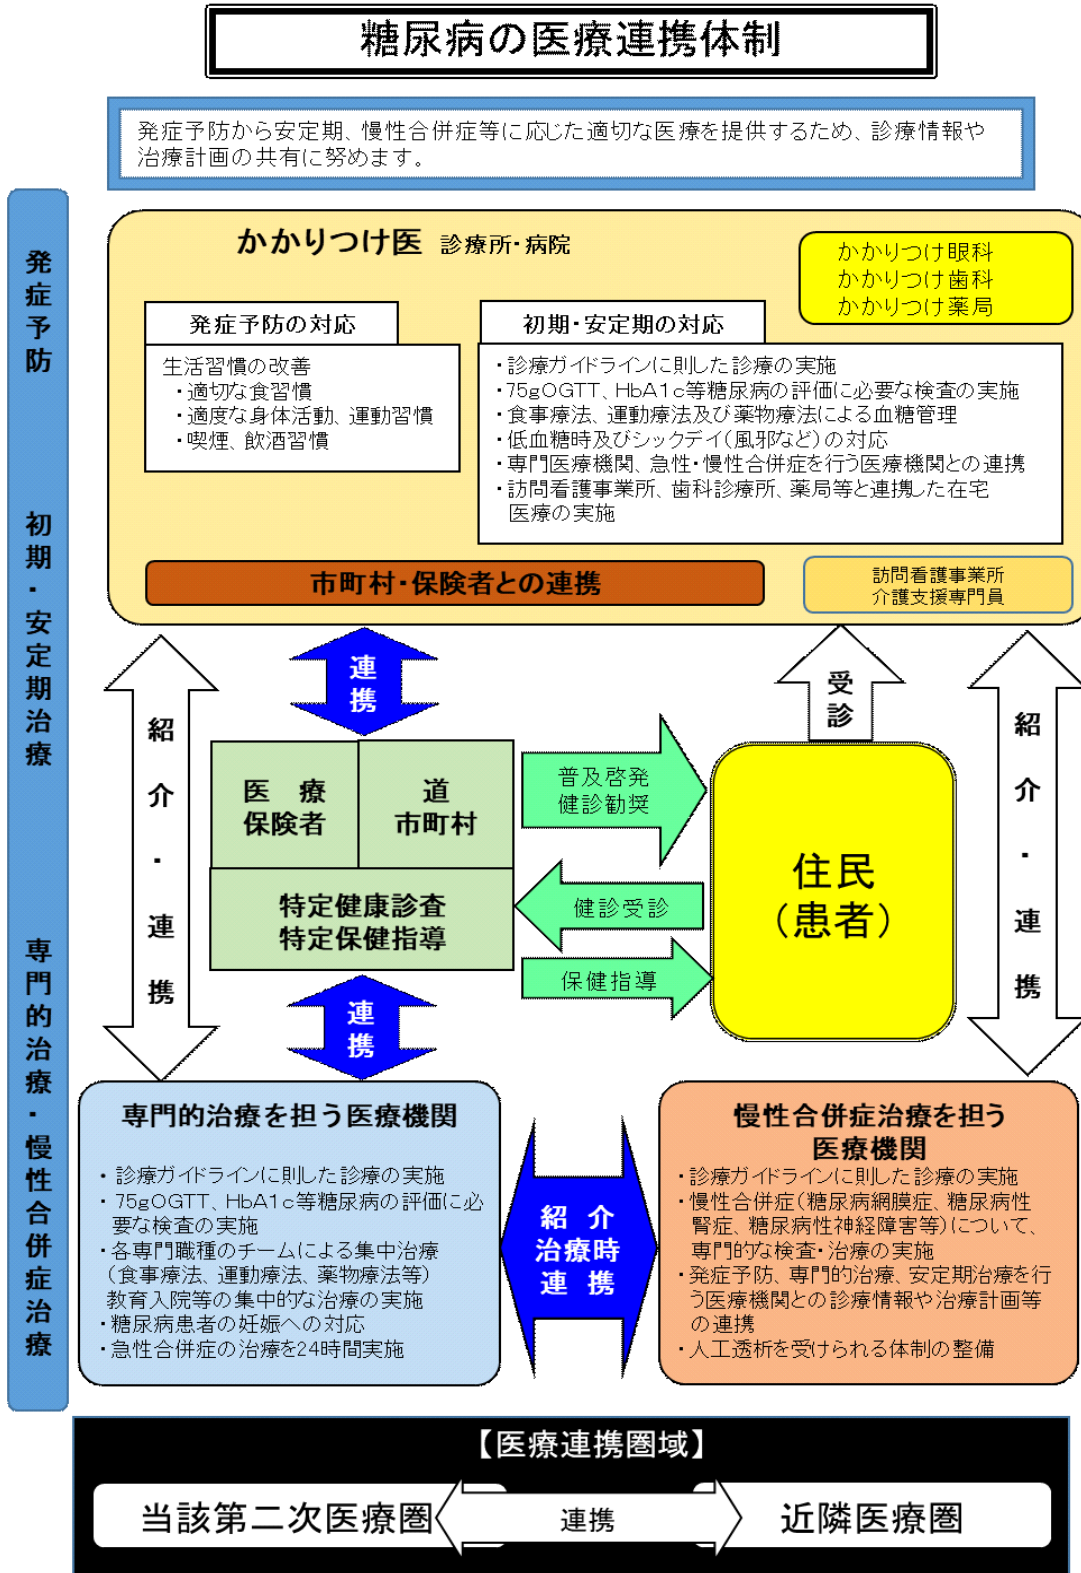 糖尿病の医療連携体制
発症予防から安定期、慢性合併症等に応じた適切な医療を提供するため、診療情報や
治療計画の共有に努めます。
発症予防
初期・安定期治療
専門的治療・慢性合併症治療
かかりつけ医 診療所・病院
かかりつけ眼科
かかりつけ歯科
かかりつけ薬局
発症予防の対応
生活習慣の改善
・適切な食習慣
・適度な身体活動、運動習慣
・喫煙、飲酒習慣
初期・安定期の対応
・診療ガイドラインに則した診療の実施
・75gOGTT、HbA1c等糖尿病の評価に必要な検査の実施
・食事療法、運動療法及び薬物療法による血糖管理
・低血糖時及びシックデイ(風邪など)の対応
・専門医療機関、急性・慢性合併症を行う医療機関との連携
・訪問看護事業所、歯科診療所、薬局等と連携した在宅
医療の実施
市町村・保険者との連携
訪問看護事業所
介護支援専門員
紹介・連携
連携
受診
紹介・連携
医療
保険者
道
市町村
特定健康診査
特定保健指導
普及啓発
健診勧奨
健診受診
保健指導
住民
(患者)
連携
専門的治療を担う医療機関
・診療ガイドラインに則した診療の実施
・75gOGTT、HbA1c等糖尿病の評価に必
要な検査の実施
・各専門職種のチームによる集中治療
(食事療法、運動療法、薬物療法等)
教育入院等の集中的な治療の実施
・糖尿病患者の妊娠への対応
・急性合併症の治療を24時間実施
紹介
治療時
連携
慢性合併症治療を担う
医療機関
・診療ガイドラインに則した診療の実施
・慢性合併症(糖尿病網膜症、糖尿病性
腎症、糖尿病性神経障害等)について、
専門的な検査・治療の実施
・発症予防、専門的治療、安定期治療を行
う医療機関との診療情報や治療計画等
の連携
・人工透析を受けられる体制の整備
【医療連携圏域】
当該第二次医療圏
連携
近隣医療圏